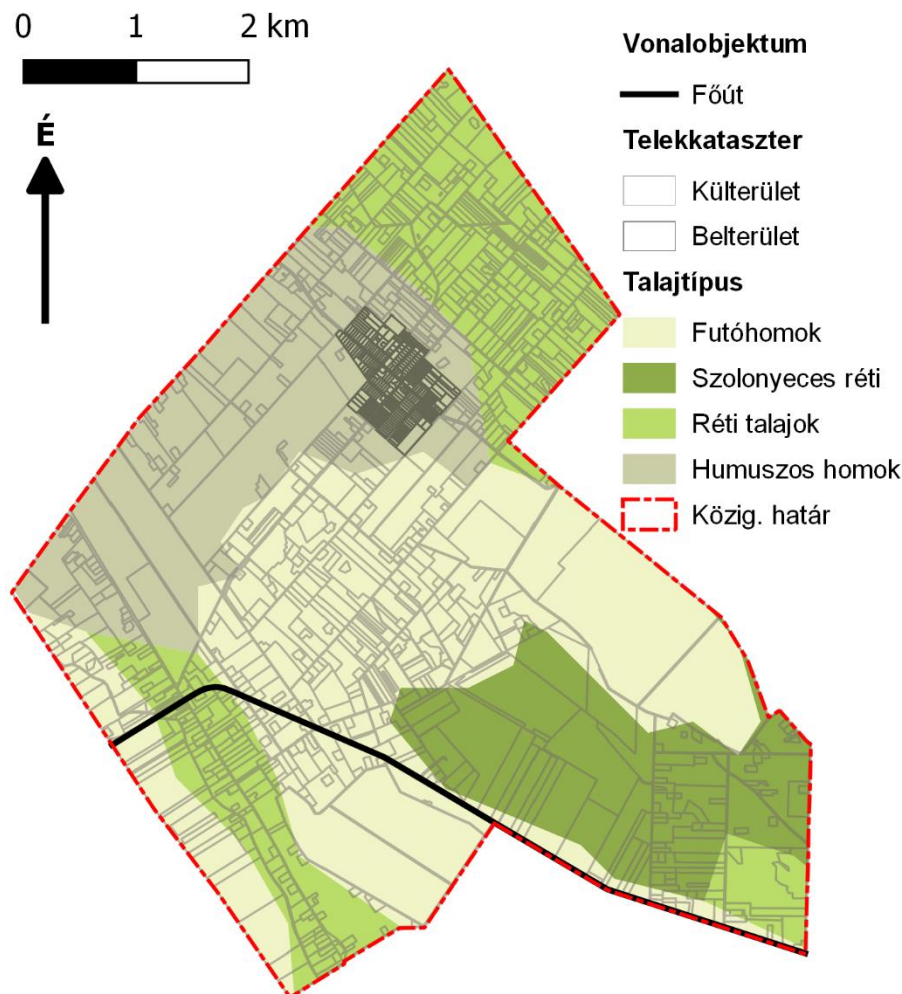 0 1 2 km
É
Vonalobjektum
Főút
Telekkataszter
Külterület
Belterület
Talajtípus
Futóhomok
Szolonyeces réti
Réti talajok
Humuszos homok
Közig. határ